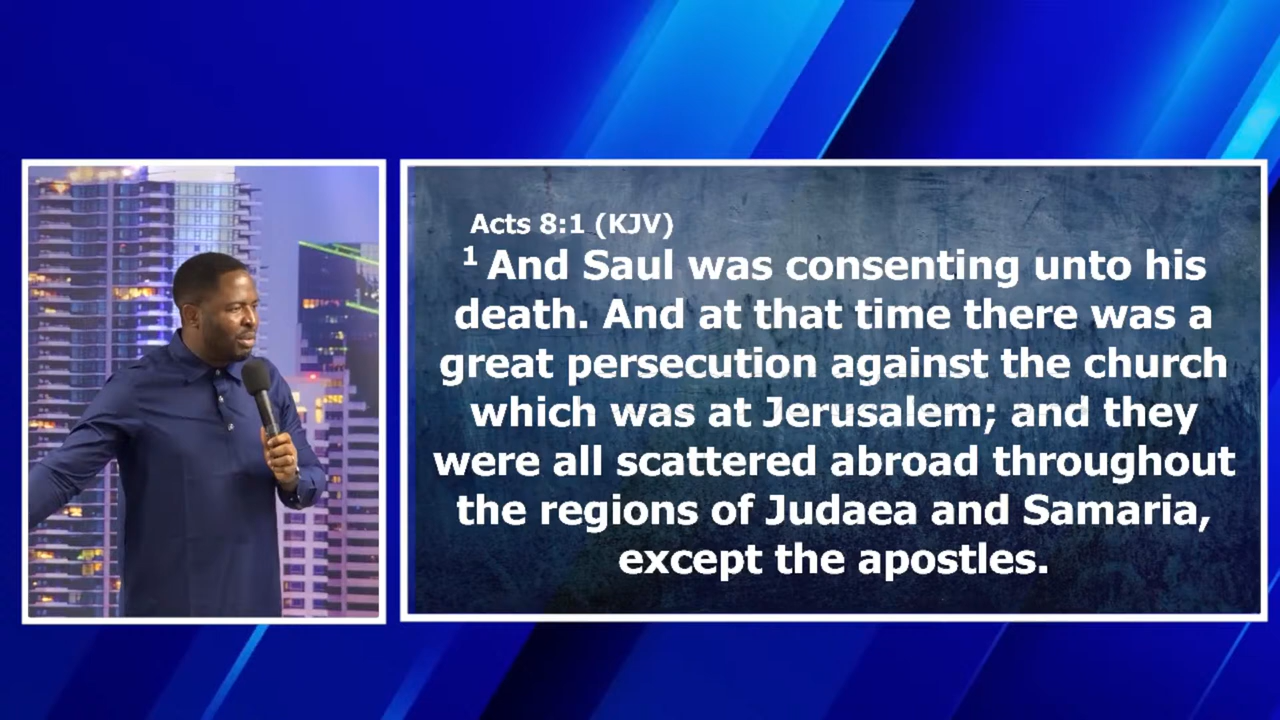 Acts 8:1 (KJV)
1 And Saul was consenting unto his
death. And at that time there was a
great persecution against the church
which was at Jerusalem; and they
were all scattered abroad throughout
the regions of Judaea and Samaria,
except the apostles.